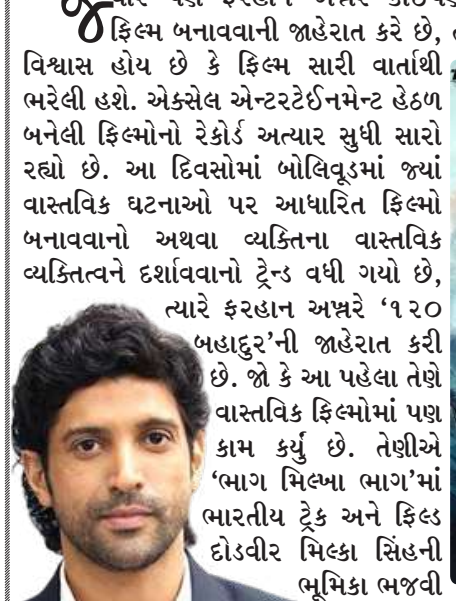 ફિલ્મ બનાવવાની જાહેરાત કરે છે,
વિશ્વાસ હોય છે કે ફિલ્મ સારી વાર્તાથી
ભરેલી હશે. એક્સેલ એન્ટરટેઈનમેન્ટ હેઠળ
બનેલી ફિલ્મોનો રેકોર્ડ અત્યાર સુધી સારો
રહ્યો છે. આ દિવસોમાં બોલિવૂડમાં જ્યાં
વાસ્તવિક ઘટનાઓ પર આધારિત ફિલ્મો
બનાવવાનો અથવા વ્યક્તિના વાસ્તવિક
વ્યક્તિત્વને દર્શાવવાનો ટ્રેન્ડ વધી ગયો છે,
ત્યારે ફરહાન અખ્તરે ‘૧૨૦
બહાદુર’ની જાહેરાત કરી
છે. જો કે આ પહેલા તેણે
વાસ્તવિક ફિલ્મોમાં પણ
કામ કર્યું છે. તેણીએ
‘ભાગ મિલ્ખા ભાગ’માં
ભારતીય ટ્રેક અને ફિલ્ડ
દોડવીર મિલ્કા સિંહની
ભૂમિકા ભજવી